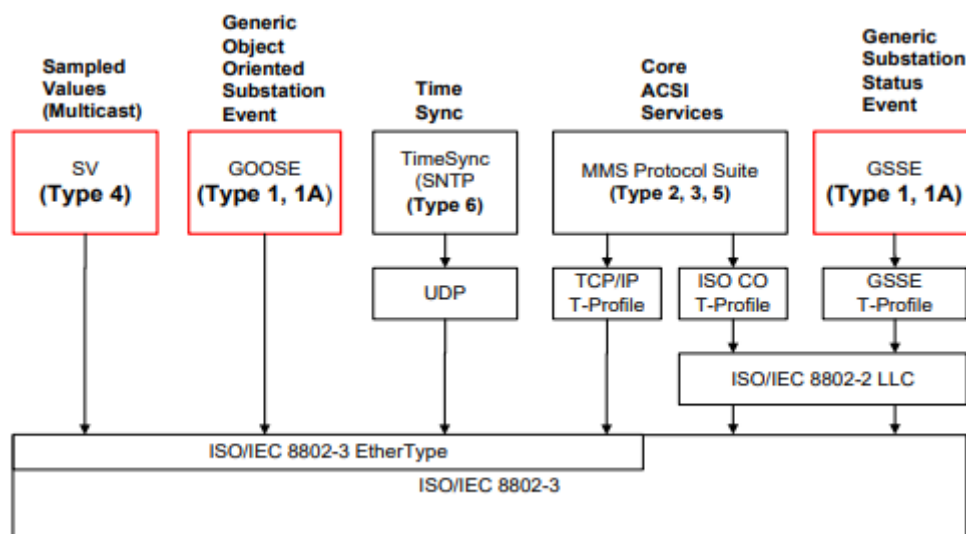 Sampled
Values
(Multicast)
Generic
Object
Oriented
Substation
Event
Time
Sync
Core
ACSI
Services
Generic
Substation
Status
Event
SV
(Type 4)
GOOSE
(Type 1, 1A)
TimeSync
(SNTP
(Type 6)
MMS Protocol Suite
(Type 2, 3, 5)
GSSE
(Type 1, 1A)
UDP
TCP/IP
T-Profile
ISO CO
T-Profile
GSSE
T-Profile
ISO/IEC 8802-2 LLC
ISO/IEC 8802-3 EtherType
ISO/IEC 8802-3